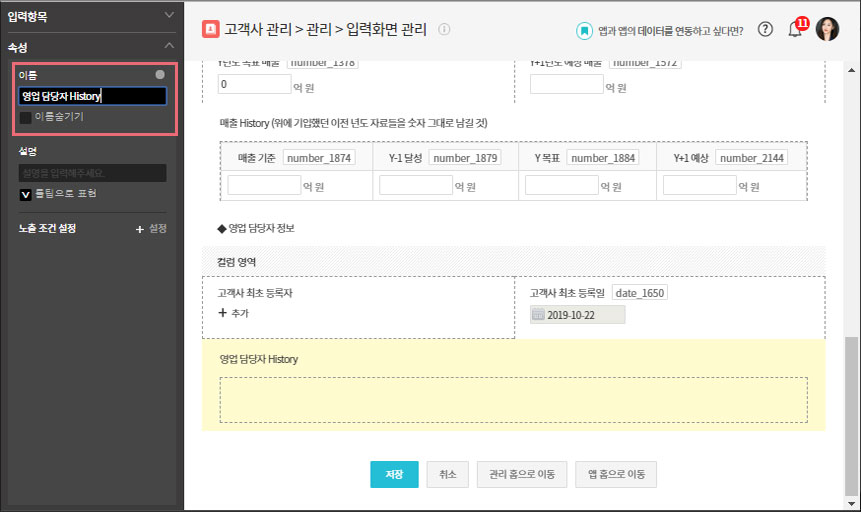 입력항목
속성
이름
영업 담당자 History
이름숨기기
설명
설명을 입력해주세요.
툴팁으로 표현
노출 조건 설정 + 설정
고객사 관리 > 관리 > 입력화면 관리
앱과 앱의 데이터를 연동하고 싶다면?
11
Y년도 목표 매출 number_1378 Y+1년도 예상 매출 number_1572
0 억 원 억 원
매출 History (위에 기입했던 이전 년도 자료들을 숫자 그대로 남길 것)
매출 기준 number_1874 Y-1 달성 number_1879 Y 목표 number_1884 Y+1 예상 number_2144
억 원 억 원 억 원 억 원
◆ 영업 담당자 정보
컬럼 영역
고객사 최초 등록자 고객사 최초 등록일 date_1650
+ 추가 2019-10-22
영업 담당자 History
저장 취소 관리 홈으로 이동 앱 홈으로 이동